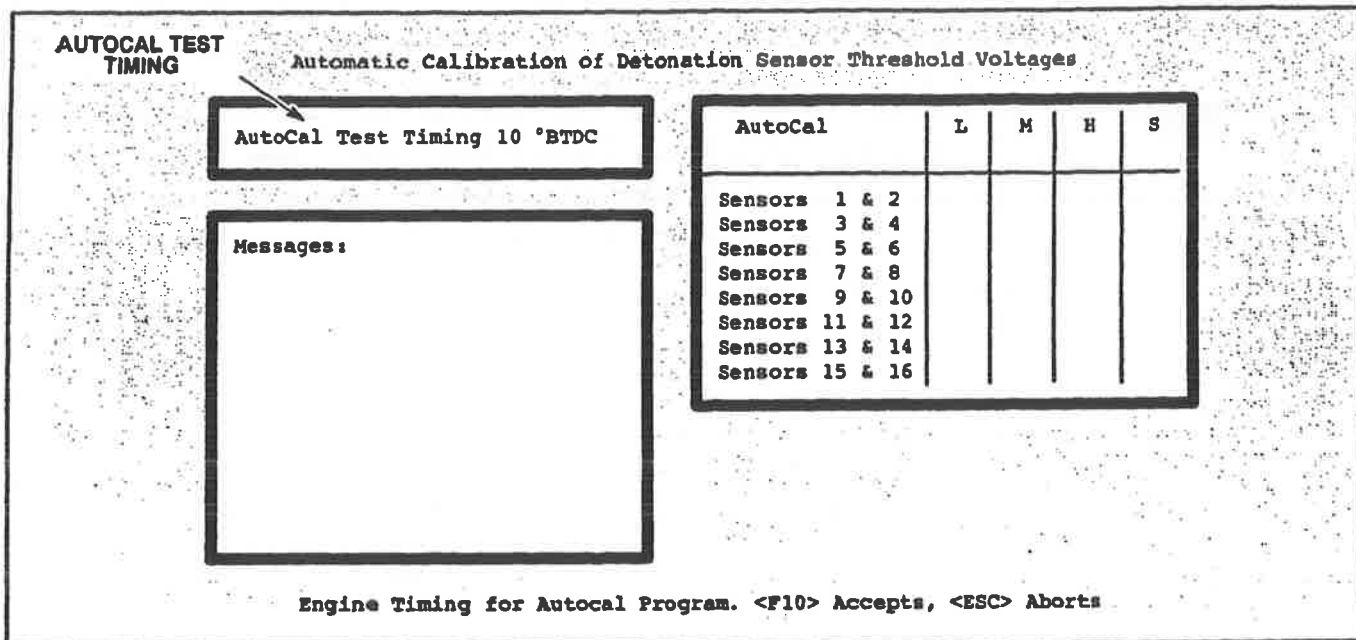 AUTOCAL TEST
TIMING
Automatic Calibration of Detonation Sensor Threshold Voltages
AutoCal Test Timing 10 °BTDC
Messages:
AutoCal L M H S
Sensors 1 & 2
Sensors 3 & 4
Sensors 5 & 6
Sensors 7 & 8
Sensors 9 & 10
Sensors 11 & 12
Sensors 13 & 14
Sensors 15 & 16
Engine Timing for Autocal Program. <F10> Accepts, <ESC> Aborts